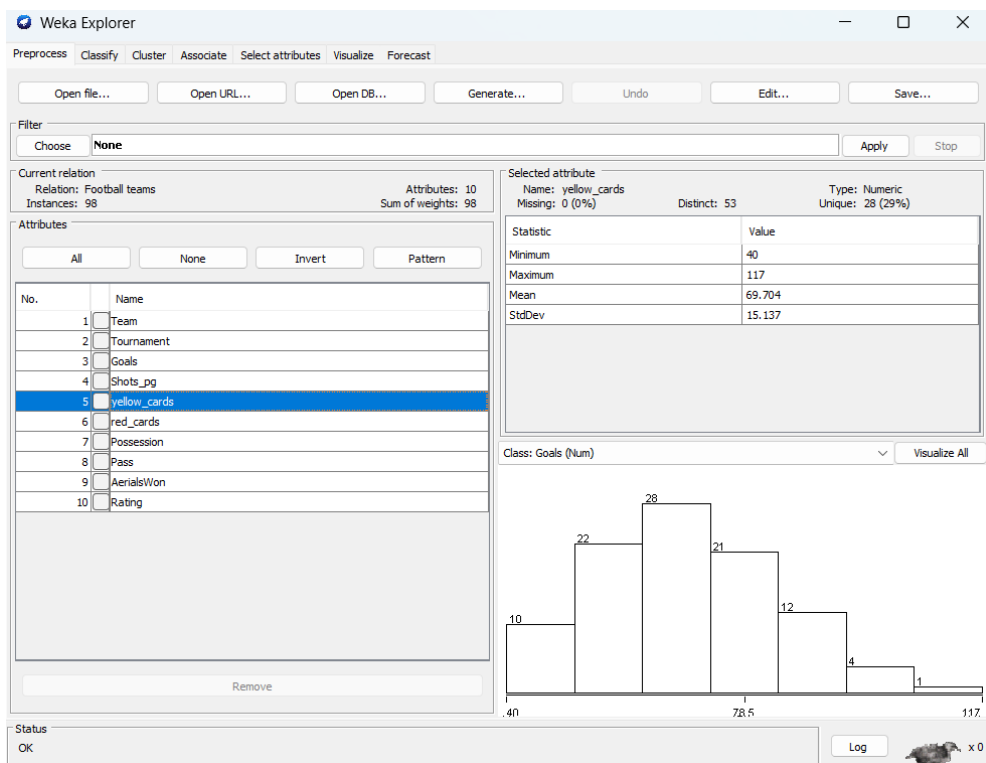 Weka Explorer
Preprocess Classify Cluster Associate Select attributes Visualize Forecast
Open file... Open URL... Open DB... Generate... Undo Edit... Save...
Filter
Choose None Apply Stop
Current relation
Relation: Football teams Attributes: 10
Instances: 98 Sum of weights: 98
Attributes
All None Invert Pattern
No. Name
1 Team
2 Tournament
3 Goals
4 Shots_pg
5 yellow_cards
6 red_cards
7 Possession
8 Pass
9 AerialsWon
10 Rating
Remove
Selected attribute
Name: yellow_cards Type: Numeric
Missing: 0 (0%) Distinct: 53 Unique: 28 (29%)
Statistic Value
Minimum 40
Maximum 117
Mean 69.704
StdDev 15.137
Class: Goals (Num) Visualize All
28
22
21
12
10
4
1
40 78.5 117
Status
OK
Log x 0